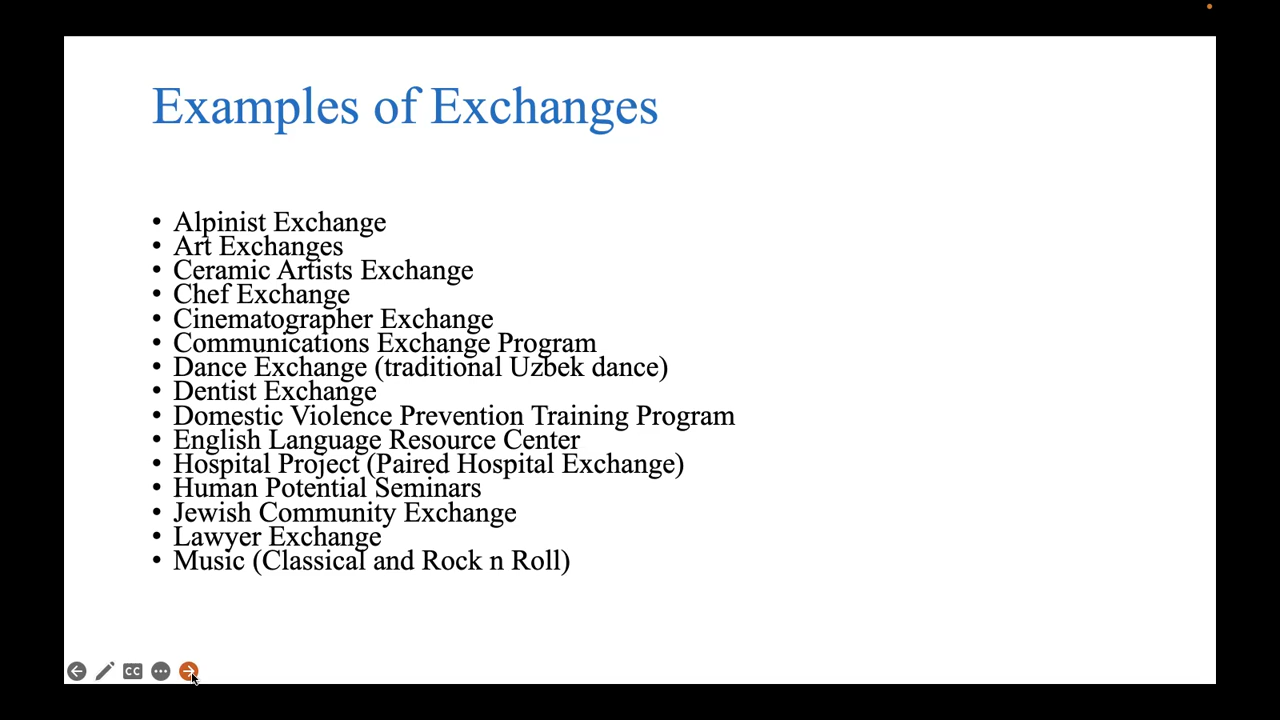 Examples of Exchanges
• Alpinist Exchange
• Art Exchanges
• Ceramic Artists Exchange
• Chef Exchange
• Cinematographer Exchange
• Communications Exchange Program
• Dance Exchange (traditional Uzbek dance)
• Dentist Exchange
• Domestic Violence Prevention Training Program
• English Language Resource Center
• Hospital Project (Paired Hospital Exchange)
• Human Potential Seminars
• Jewish Community Exchange
• Lawyer Exchange
• Music (Classical and Rock n Roll)
CC